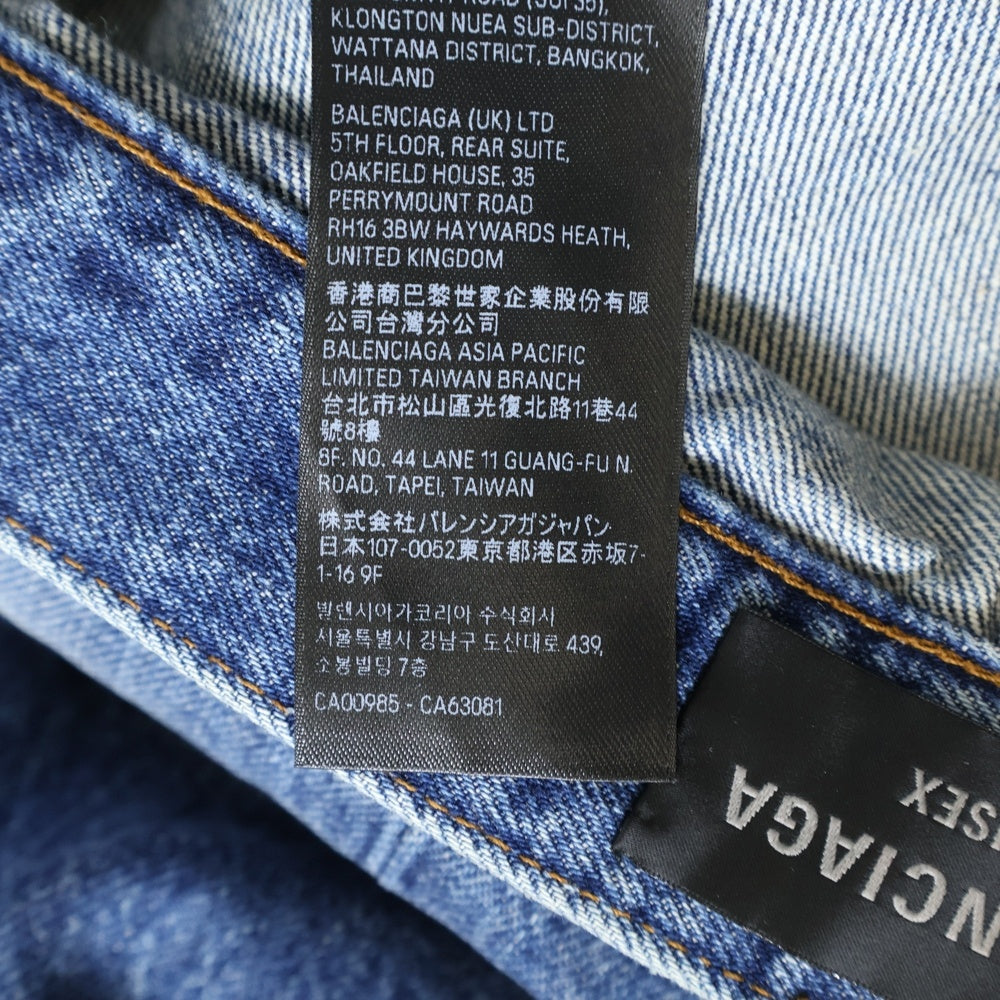 ROAD (SOI 35),
KLONGTON NUEA SUB-DISTRICT,
WATTANA DISTRICT, BANGKOK,
THAILAND
BALENCIAGA (UK) LTD
5TH FLOOR, REAR SUITE,
OAKFIELD HOUSE, 35
PERRYMOUNT ROAD
RH16 3BW HAYWARDS HEATH,
UNITED KINGDOM
香港商巴黎世家企業股份有限
公司台灣分公司
BALENCIAGA ASIA PACIFIC
LIMITED TAIWAN BRANCH
台北市松山區光復北路11巷44
號8樓
8F. NO. 44 LANE 11 GUANG-FU N.
ROAD, TAPEI, TAIWAN
株式会社バレンシアガジャパン
日本107-0052東京都港区赤坂7-
1-16 9F
발렌시아가코리아 수식회사
서울특별시 강남구 도산대로 439,
소봉빌딩 7층
CA00985 - CA63081
NCIAGA
SEX